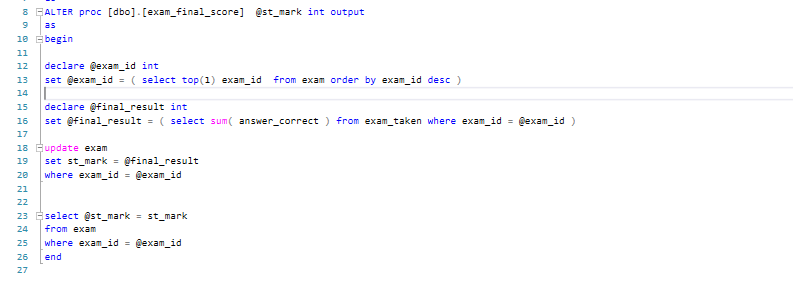 8 ALTER proc [dbo].[exam_final_score]  @st_mark int output
9 as
10 begin
11
12 declare @exam_id int
13 set @exam_id = ( select top(1) exam_id  from exam order by exam_id desc )
14
15 declare @final_result int
16 set @final_result = ( select sum( answer_correct ) from exam_taken where exam_id = @exam_id )
17
18 update exam
19 set st_mark = @final_result
20 where exam_id = @exam_id
21
22
23 select @st_mark = st_mark
24 from exam
25 where exam_id = @exam_id
26 end
27